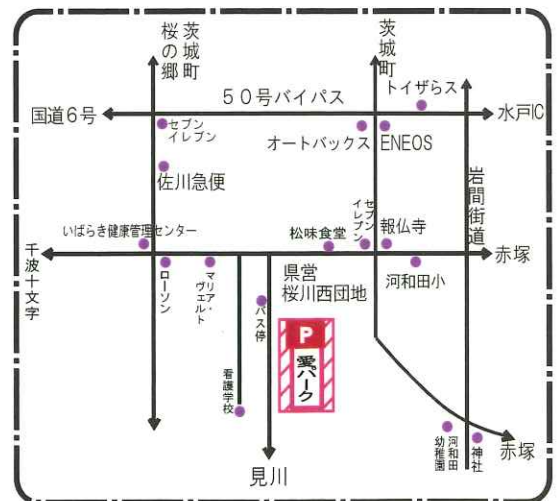 茨城町
桜の郷
茨城町
トイザらス
国道6号
50号バイパス
水戸IC
セブン
イレブン
オートバックス
ENEOS
佐川急便
岩間街道
いばらき健康管理センター
松味食堂
セブン
イレブン
報仏寺
千波十文字
赤塚
ローソン
マリア・
ヴェルト
県営
桜川西団地
河和田小
バス停
P
愛パーク
看護学校
河和田
幼稚園
神社
赤塚
見川